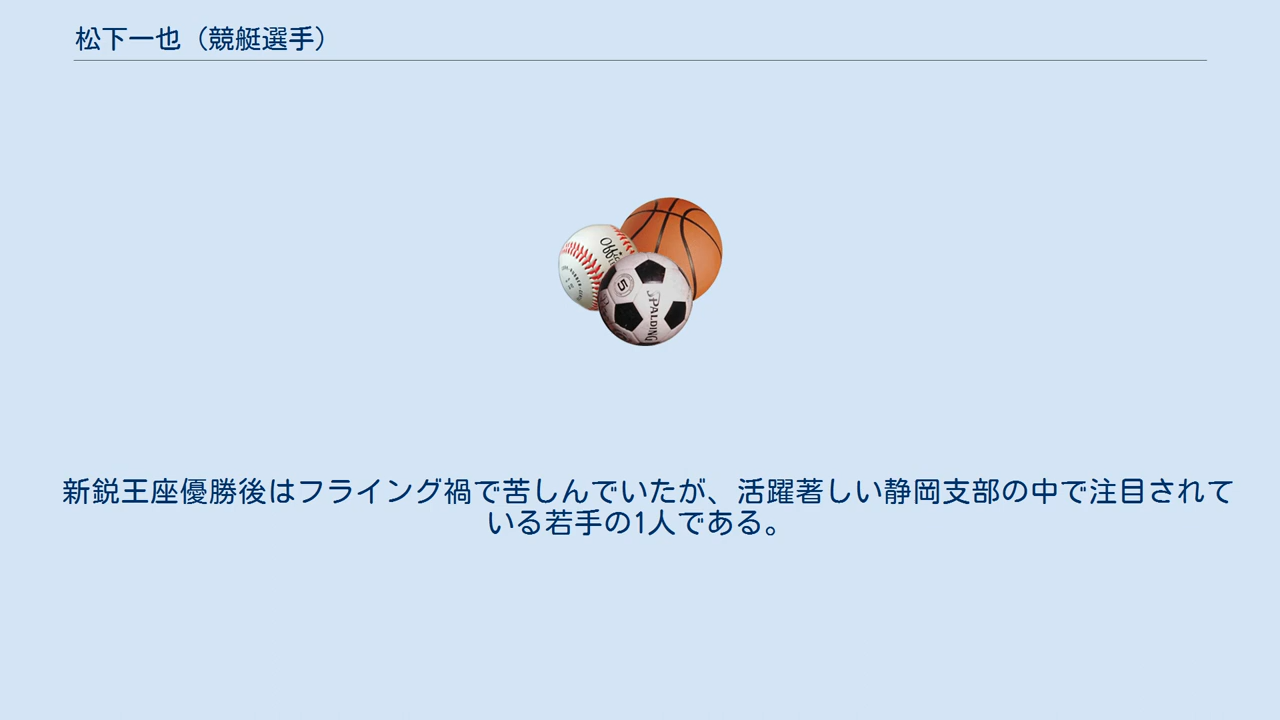 松下一也（競艇選手）
Offic
5
SPALDING
新鋭王座優勝後はフライング禍で苦しんでいたが、活躍著しい静岡支部の中で注目されて
いる若手の1人である。